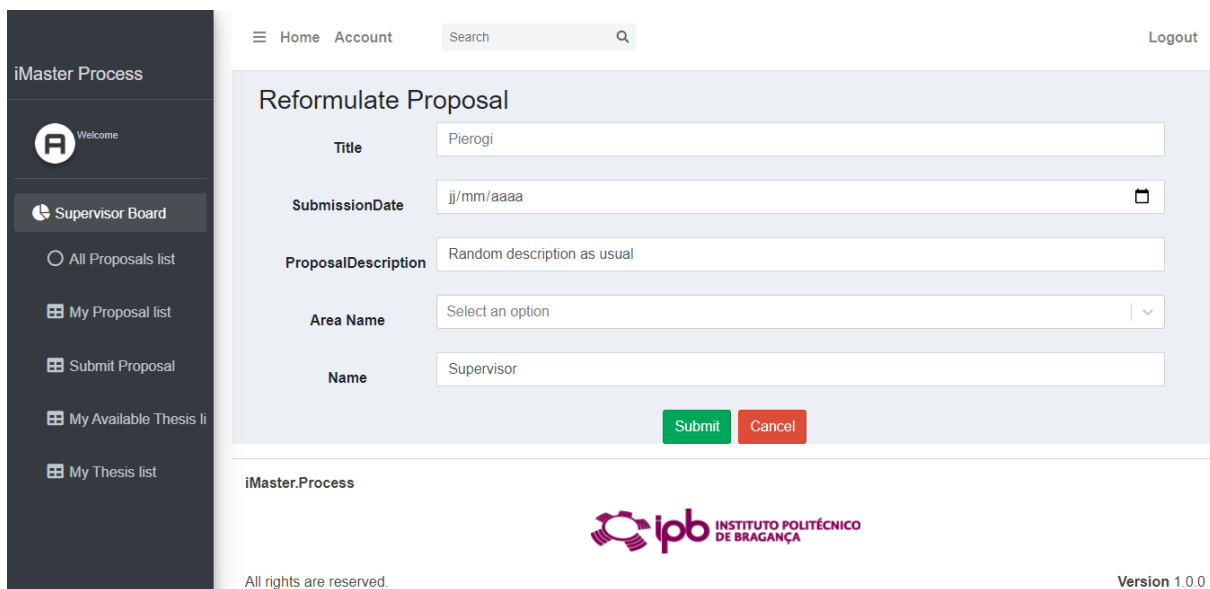 iMaster Process
Welcome
Supervisor Board
All Proposals list
My Proposal list
Submit Proposal
My Available Thesis li
My Thesis list
Home Account Search Logout
Reformulate Proposal
Title Pierogi
SubmissionDate jj/mm/aaaa
ProposalDescription Random description as usual
Area Name Select an option
Name Supervisor
Submit Cancel
iMaster.Process
ipb INSTITUTO POLITÉCNICO
DE BRAGANÇA
All rights are reserved. Version 1.0.0